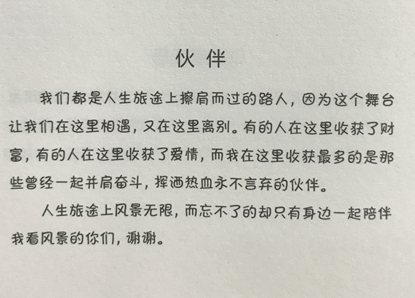 伙伴
我们都是人生旅途上擦肩而过的路人，因为这个舞台
让我们在这里相遇，又在这里离别。有的人在这里收获了财
富，有的人在这里收获了爱情，而我在这里收获最多的是那
些曾经一起并肩奋斗，挥洒热血永不言弃的伙伴。
人生旅途上风景无限，而忘不了的却只有身边一起陪伴
我看风景的你们，谢谢。